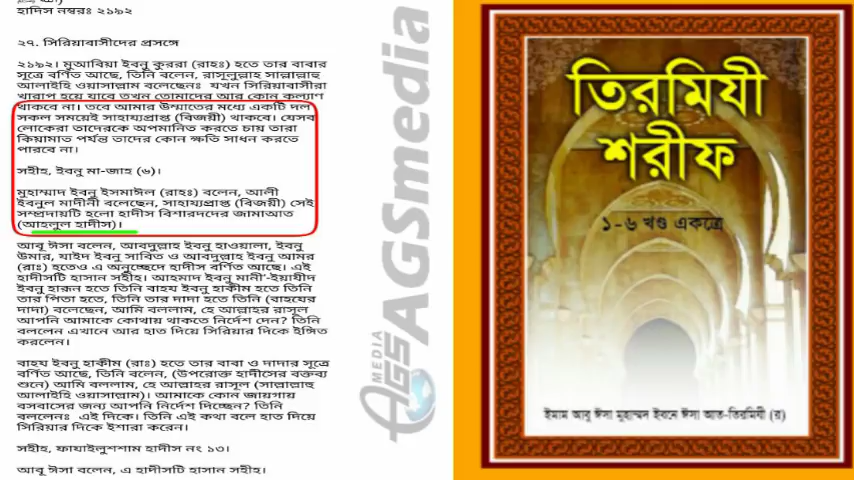 হাদিস নম্বরঃ ২১৯২
২৭. সিরিয়াবাসীদের প্রসঙ্গে
২১৯২। মুআবিয়া ইবনু কুররা (রাহঃ) হতে তার বাবার
সূত্রে বর্ণিত আছে, তিনি বলেন, রাসূলুল্লাহ সাল্লাল্লাহু
আলাইহি ওয়াসাল্লাম বলেছেনঃ যখন সিরিয়াবাসীরা
খারাপ হয়ে যাবে তখন তোমাদের আর কোন কল্যাণ
থাকবে না। তবে আমার উম্মাতের মধ্যে একটি দল
সকল সময়েই সাহায্যপ্রাপ্ত (বিজয়ী) থাকবে। যেসব
লোকেরা তাদেরকে অপমানিত করতে চায় তারা
কিয়ামাত পর্যন্ত তাদের কোন ক্ষতি সাধন করতে
পারবে না।
সহীহ, ইবনু মা-জাহ (৬)।
মুহাম্মাদ ইবনু ইসমাঈল (রাহঃ) বলেন, আলী
ইবনুল মাদীনী বলেছেন, সাহায্যপ্রাপ্ত (বিজয়ী) সেই
সম্প্রদায়টি হলো হাদীস বিশারদদের জামাআত
(আহলুল হাদীস)।
আবূ ঈসা বলেন, আবদুল্লাহ ইবনু হাওয়ালা, ইবনু
উমার, যাইদ ইবনু সাবিত ও আবদুল্লাহ ইবনু আমর
(রাঃ) হতেও এ অনুচ্ছেদে হাদীস বর্ণিত আছে। এই
হাদীসটি হাসান সহীহ। আহমাদ ইবনু মানী'-ইয়াযীদ
ইবনু হারূন হতে তিনি বাহয ইবনু হাকীম হতে তিনি
তার পিতা হতে, তিনি তার দাদা হতে তিনি (বাহযের
দাদা) বলেছেন, আমি বললাম, হে আল্লাহর রাসূল
আপনি আমাকে কোথায় থাকতে নির্দেশ দেন? তিনি
বললেন এখানে আর হাত দিয়ে সিরিয়ার দিকে ইঙ্গিত
করলেন।
বাহয ইবনু হাকীম (রাঃ) হতে তার বাবা ও দাদার সূত্রে
বর্ণিত আছে, তিনি বলেন, (উপরোক্ত হাদীসের বক্তব্য
শুনে) আমি বললাম, হে আল্লাহর রাসূল (সাল্লাল্লাহু
আলাইহি ওয়াসাল্লাম)। আমাকে কোন জায়গায়
বসবাসের জন্য আপনি নির্দেশ দিচ্ছেন? তিনি
বললেনঃ এই দিকে। তিনি এই কথা বলে হাত দিয়ে
সিরিয়ার দিকে ইশারা করেন।
সহীহ, ফাযাইলুশশাম হাদীস নং ১৩।
আবূ ঈসা বলেন, এ হাদীসটি হাসান সহীহ।
AGSmedia
MEDIA
AGS
তিরমিযী
শরীফ
১-৬ খণ্ড একত্রে
ইমাম আবু ঈসা মুহাম্মদ ইবনে ঈসা আত-তিরমিযী (র)